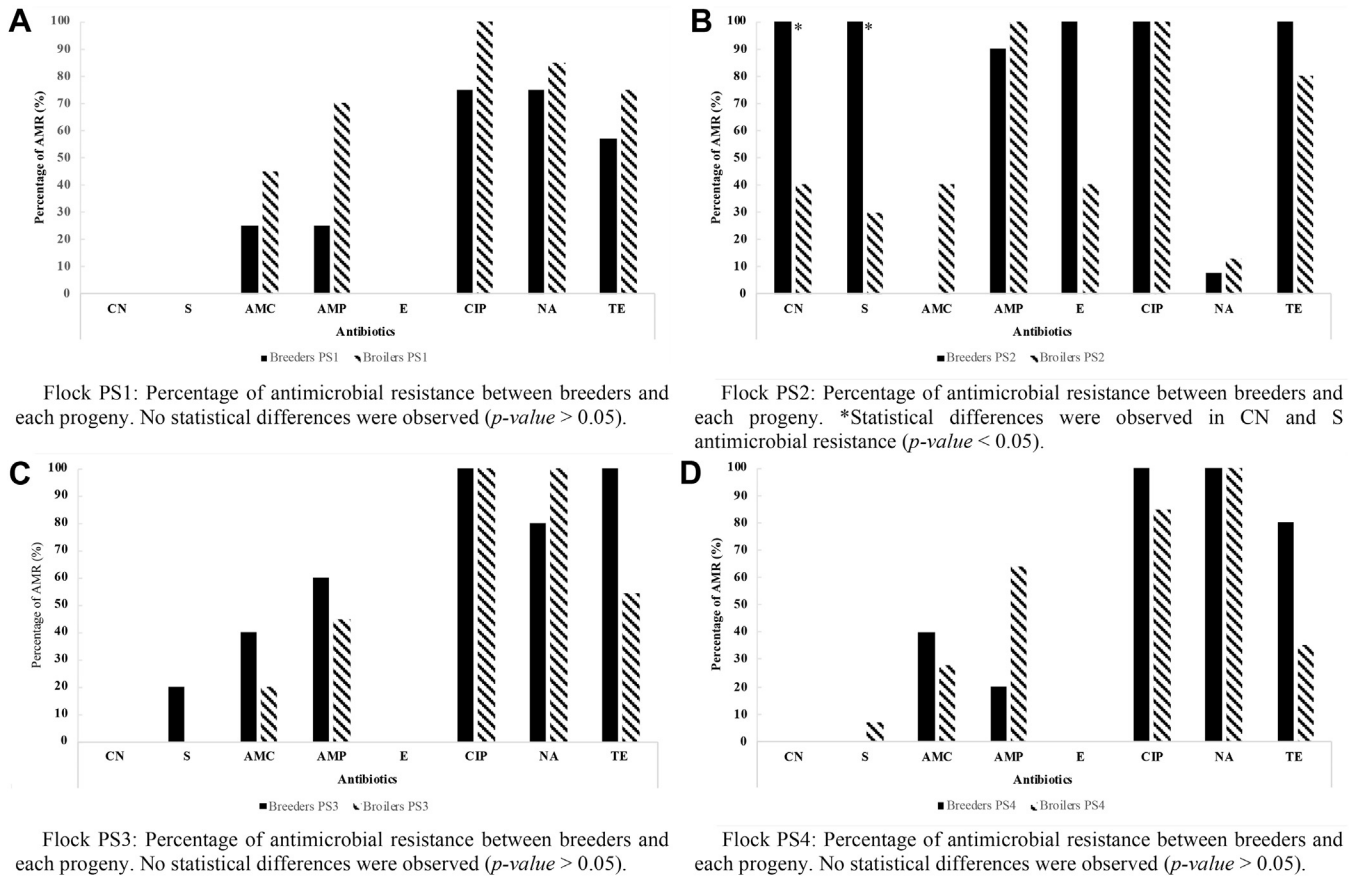 A
100
90
80
70
60
50
40
30
20
10
0
Percentage of AMR (%)
CN S AMC AMP E CIP NA TE
Antibiotics
Breeders PS1 Broilers PS1
Flock PS1: Percentage of antimicrobial resistance between breeders and
each progeny. No statistical differences were observed (p-value > 0.05).
B
100
90
80
70
60
50
40
30
20
10
0
Percentage of AMR (%)
* *
CN S AMC AMP E CIP NA TE
Antibiotics
Breeders PS2 Broilers PS2
Flock PS2: Percentage of antimicrobial resistance between breeders and
each progeny. *Statistical differences were observed in CN and S
antimicrobial resistance (p-value < 0.05).
C
100
90
80
70
60
50
40
30
20
10
0
Percentage of AMR (%)
CN S AMC AMP E CIP NA TE
Antibiotics
Breeders PS3 Broilers PS3
Flock PS3: Percentage of antimicrobial resistance between breeders and
each progeny. No statistical differences were observed (p-value > 0.05).
D
100
90
80
70
60
50
40
30
20
10
0
Percentage of AMR (%)
CN S AMC AMP E CIP NA TE
Antibiotics
Breeders PS4 Broilers PS4
Flock PS4: Percentage of antimicrobial resistance between breeders and
each progeny. No statistical differences were observed (p-value > 0.05).